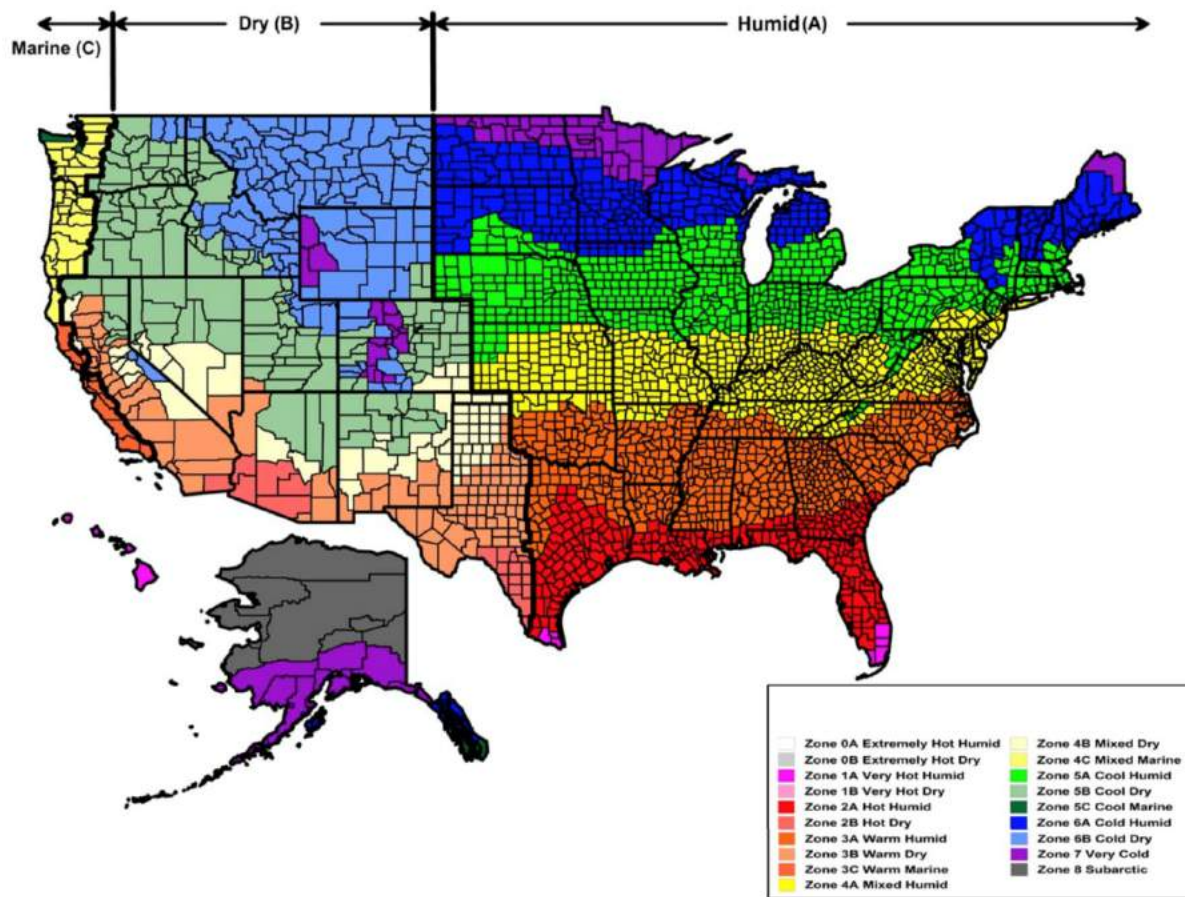 Dry (B)
Humid(A)
Marine (C)
Zone 0A Extremely Hot Humid
Zone 0B Extremely Hot Dry
Zone 1A Very Hot Humid
Zone 1B Very Hot Dry
Zone 2A Hot Humid
Zone 2B Hot Dry
Zone 3A Warm Humid
Zone 3B Warm Dry
Zone 3C Warm Marine
Zone 4A Mixed Humid
Zone 4B Mixed Dry
Zone 4C Mixed Marine
Zone 5A Cool Humid
Zone 5B Cool Dry
Zone 5C Cool Marine
Zone 6A Cold Humid
Zone 6B Cold Dry
Zone 7 Very Cold
Zone 8 Subarctic